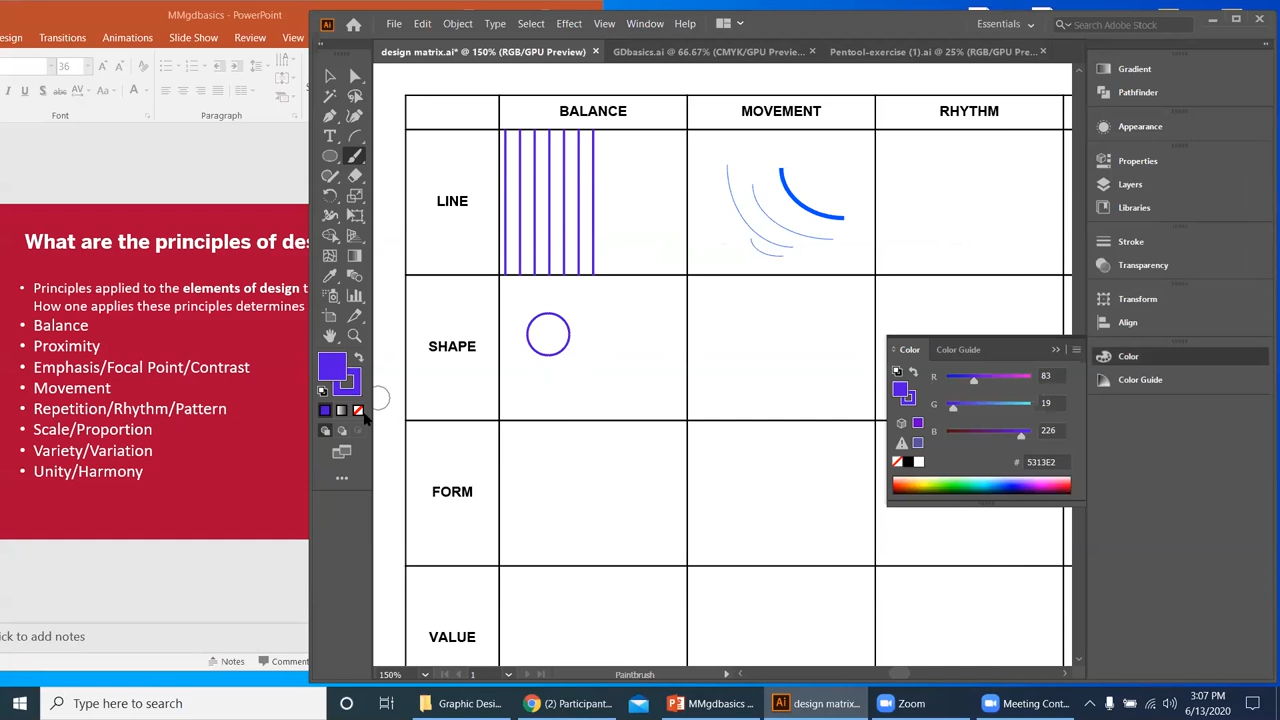 MMgdbasics - PowerPoint
esign Transitions Animations Slide Show Review View
36
Font
Paragraph
What are the principles of des
• Principles applied to the elements of design t
How one applies these principles determines
• Balance
• Proximity
• Emphasis/Focal Point/Contrast
• Movement
• Repetition/Rhythm/Pattern
• Scale/Proportion
• Variety/Variation
• Unity/Harmony
ick to add notes
Notes Comment
Ai File Edit Object Type Select Effect View Window Help Essentials Search Adobe Stock
design matrix.ai* @ 150% (RGB/GPU Preview) × GDbasics.ai @ 66.67% (CMYK/GPU Previe... × Pentool-exercise (1).ai @ 25% (RGB/GPU Pre... ×
BALANCE MOVEMENT RHYTHM
LINE
SHAPE
FORM
VALUE
Color Color Guide
R 83
G 19
B 226
# 5313E2
Gradient
Pathfinder
Appearance
Properties
Layers
Libraries
Stroke
Transparency
Transform
Align
Color
Color Guide
150% 1 Paintbrush
Type here to search
Graphic Desi...
(2) Participant...
MMgdbasics ...
Ai design matrix...
Zoom
Meeting Cont...
3:07 PM
6/13/2020